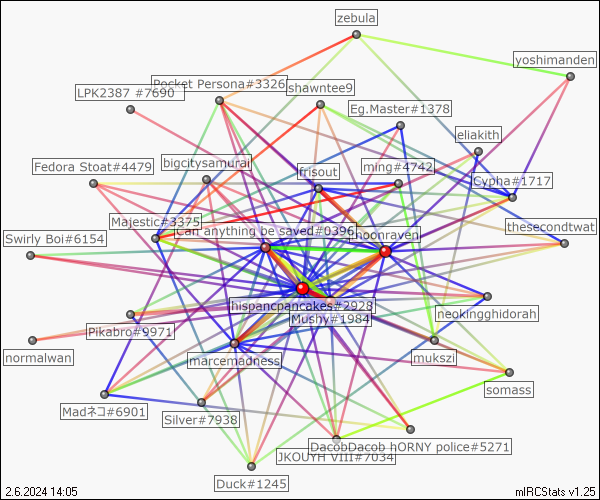 zebula
yoshimanden
Pocket Persona#3326
shawntee9
LPK2387 #7690
Eg.Master#1378
eliakith
bigcitysamurai
ming#4742
Fedora Stoat#4479
frisout
Cypha#1717
Majestic#3375
can anything be saved#0396
noonraven
thesecondtwat
Swirly Boi#6154
hispancpancakes#2928
neokingghidorah
Mushy#1984
Pikabro#9971
normalwan
marcemadness
mukszi
somass
Madネコ#6901
Silver#7938
DacobDacob hORNY police#5271
JKOUYH VIII#7034
Duck#1245
2.6.2024 14:05
mIRCStats v1.25